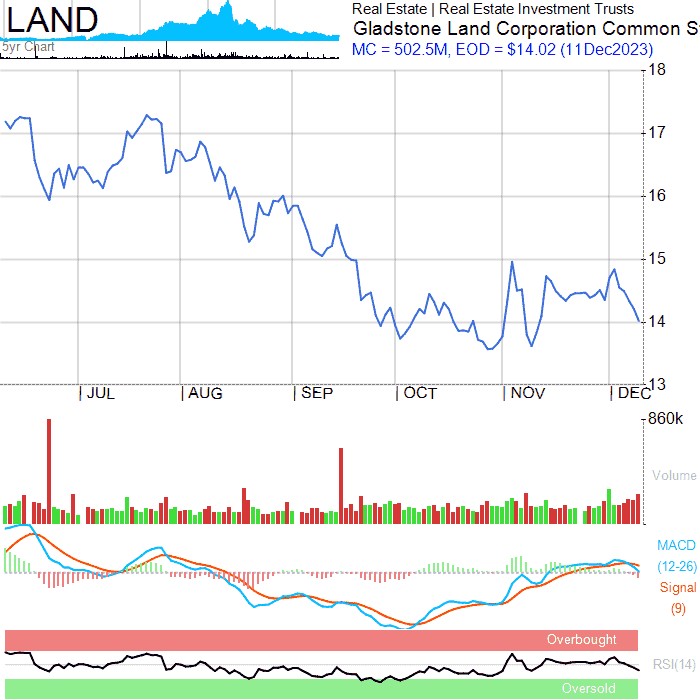 LAND
5yr Chart
Real Estate | Real Estate Investment Trusts
Gladstone Land Corporation Common S
MC = 502.5M, EOD = $14.02 (11Dec2023)
18
17
16
15
14
13
| JUL
| AUG
| SEP
| OCT
| NOV
| DEC
860k
Volume
MACD
(12-26)
Signal
(9)
Overbought
RSI(14)
Oversold